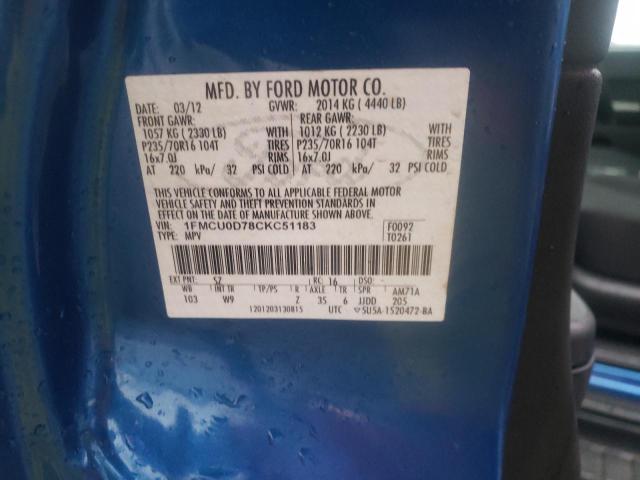 MFD. BY FORD MOTOR CO.
DATE: 03/12 GVWR: 2014 KG ( 4440 LB)
FRONT GAWR: REAR GAWR:
1057 KG ( 2330 LB) WITH 1012 KG ( 2230 LB) WITH
P235/70R16 104T TIRES P235/70R16 104T TIRES
16x7.0J RIMS 16x7.0J RIMS
AT 220 kPa/ 32 PSI COLD AT 220 kPa/ 32 PSI COLD
THIS VEHICLE CONFORMS TO ALL APPLICABLE FEDERAL MOTOR
VEHICLE SAFETY AND THEFT PREVENTION STANDARDS IN
EFFECT ON THE DATE OF MANUFACTURE SHOWN ABOVE.
VIN: 1FMCU0D78CKC51183 F0092
TYPE: MPV T0261
EXT PNT: SZ RC: 16 DSO: -
WB INT TR TP/PS R AXLE TR SPR AM71A
103 W9 Z 35 6 JJDD 205
1201203130815 UTC 5U5A-1520472-BA